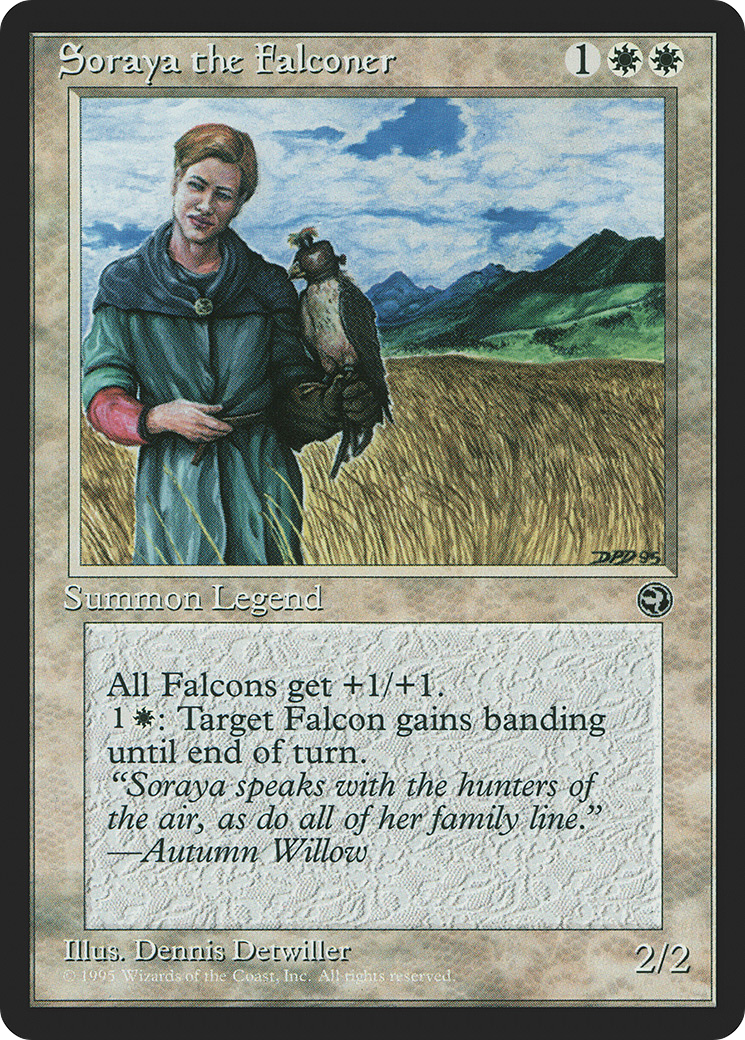 Soraya the Falconer 1
DPD 95
Summon Legend
All Falcons get +1/+1.
1 : Target Falcon gains banding
until end of turn.
“Soraya speaks with the hunters of
the air, as do all of her family line.”
—Autumn Willow
Illus. Dennis Detwiller
© 1995 Wizards of the Coast, Inc. All rights reserved.
2/2